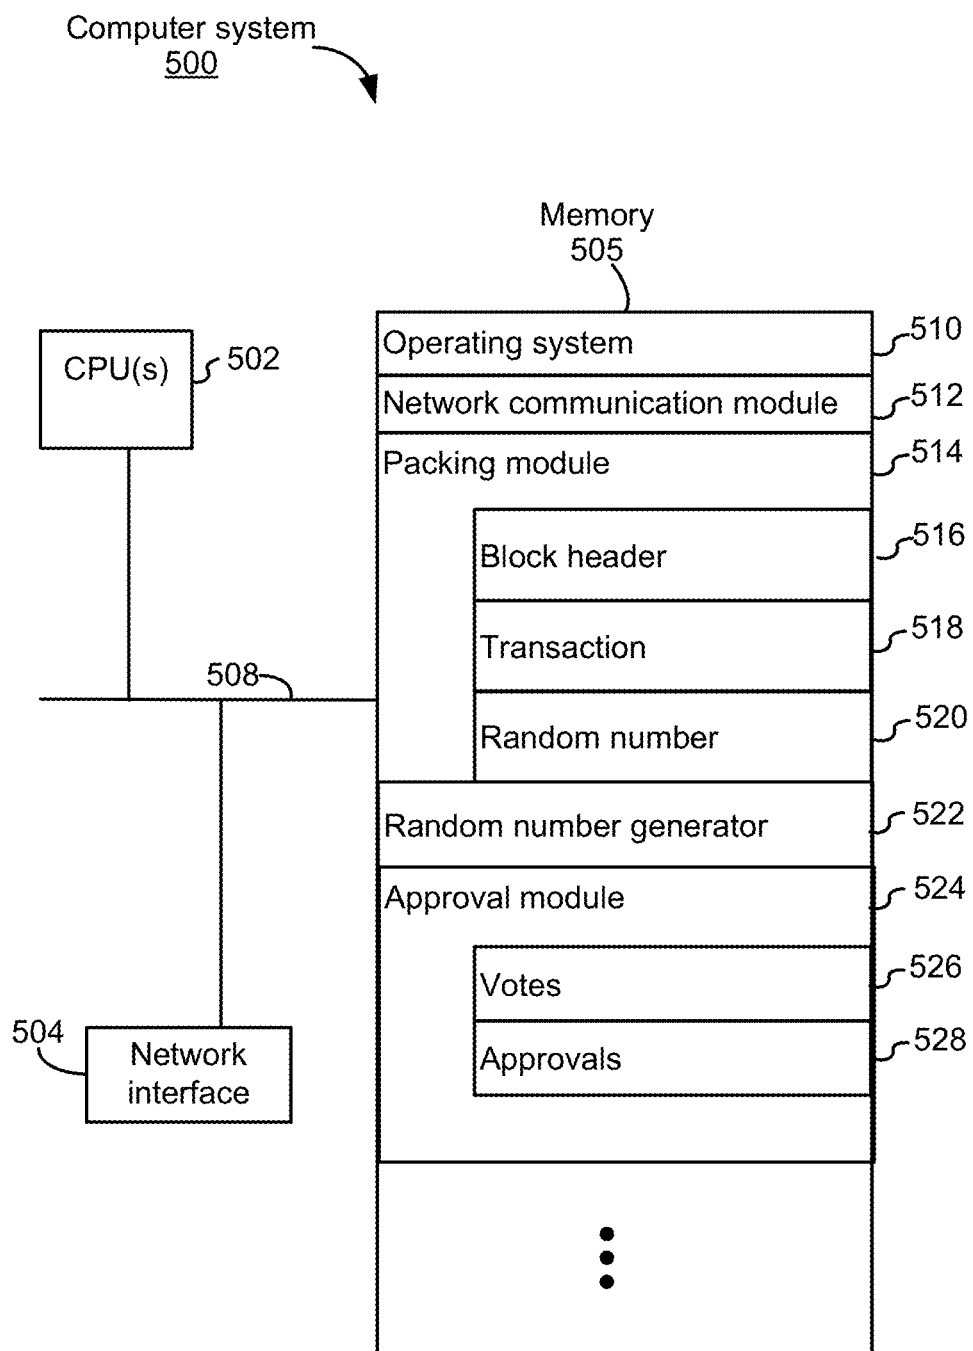 Computer system
500
Memory
505
CPU(s)
502
Operating system
510
Network communication module
512
Packing module
514
Block header
516
Transaction
518
508
Random number
520
Random number generator
522
Approval module
524
Votes
526
504
Network
interface
Approvals
528